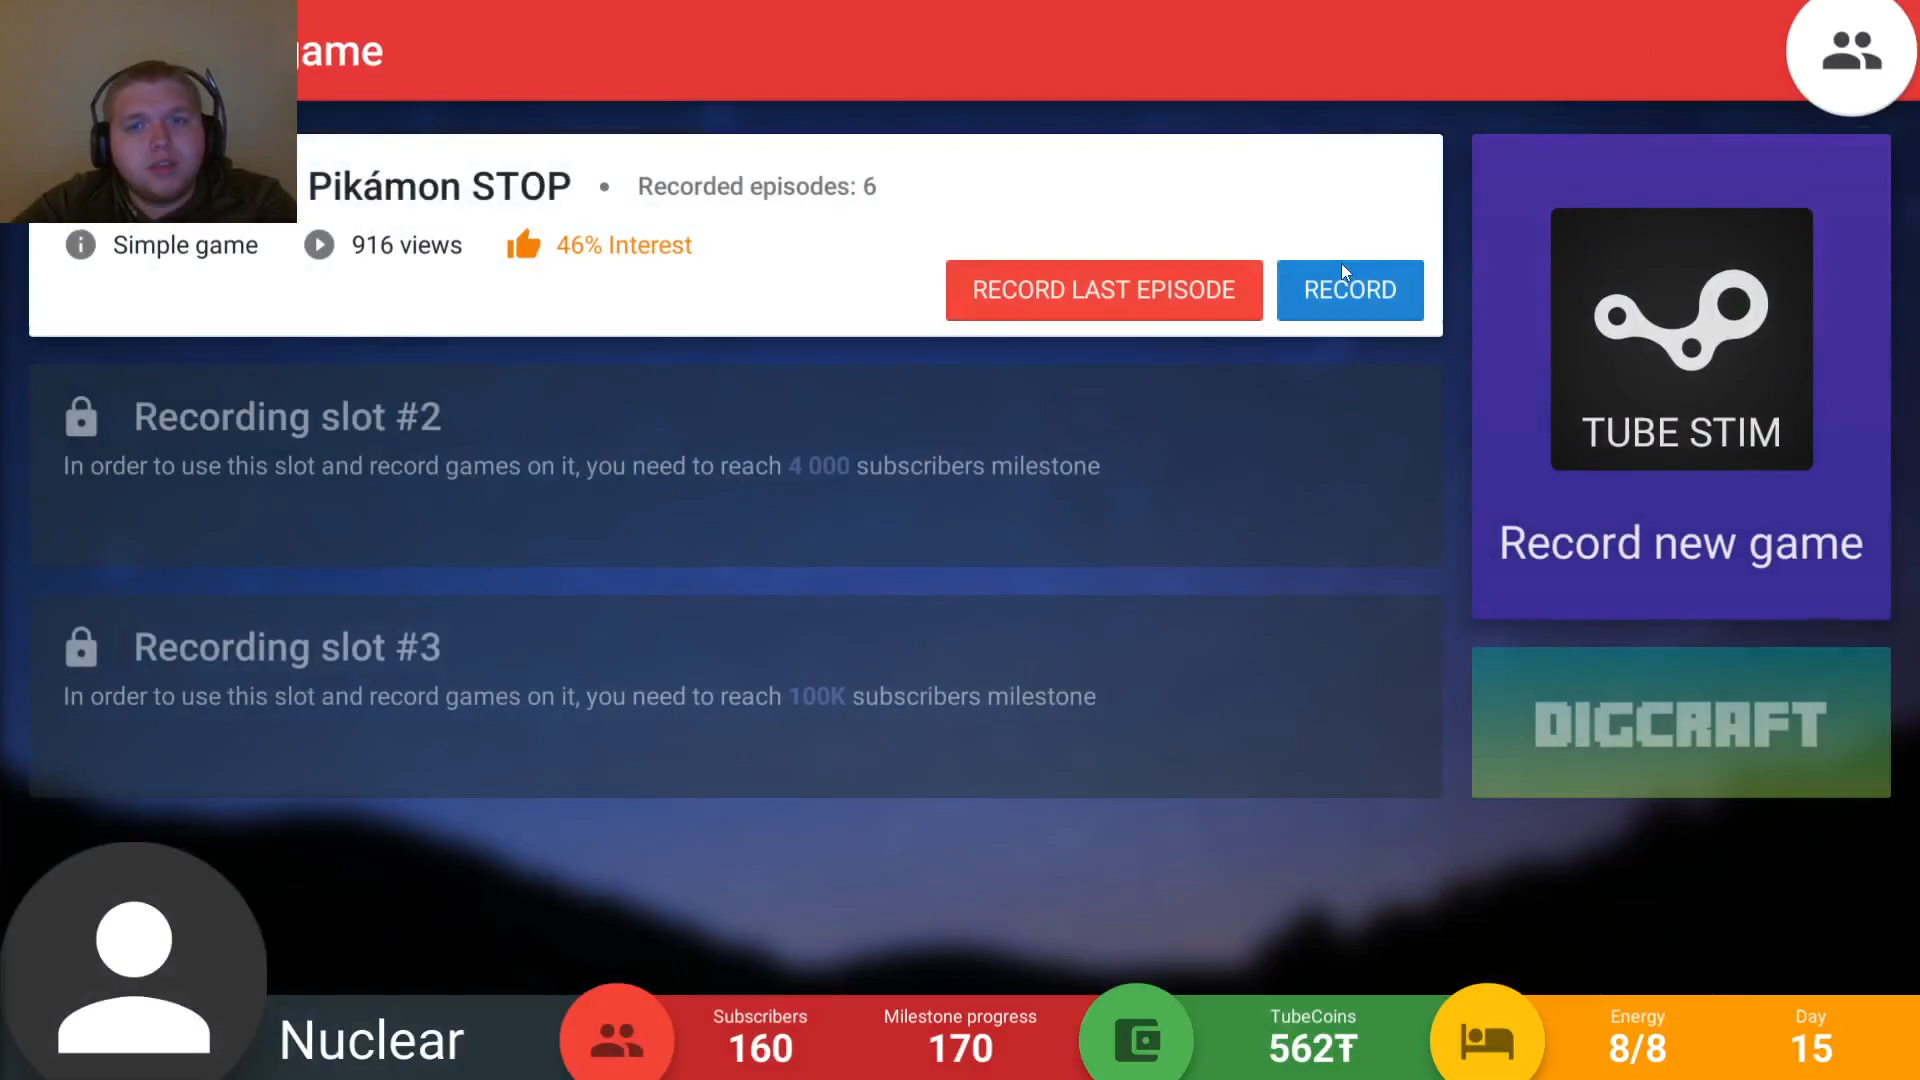 game
Pikámon STOP • Recorded episodes: 6
Simple game 916 views 46% Interest
RECORD LAST EPISODE RECORD
TUBE STIM
Record new game
Recording slot #2
In order to use this slot and record games on it, you need to reach 4 000 subscribers milestone
Recording slot #3
In order to use this slot and record games on it, you need to reach 100K subscribers milestone
DIGCRAFT
Nuclear
Subscribers
160
Milestone progress
170
TubeCoins
562Ŧ
Energy
8/8
Day
15